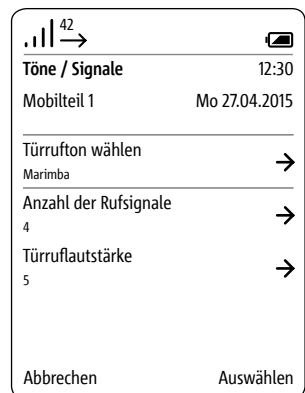 42
Töne / Signale 12:30
Mobilteil 1 Mo 27.04.2015
Türrufton wählen
Marimba
Anzahl der Rufsignale
4
Türruflautstärke
5
Abbrechen Auswählen